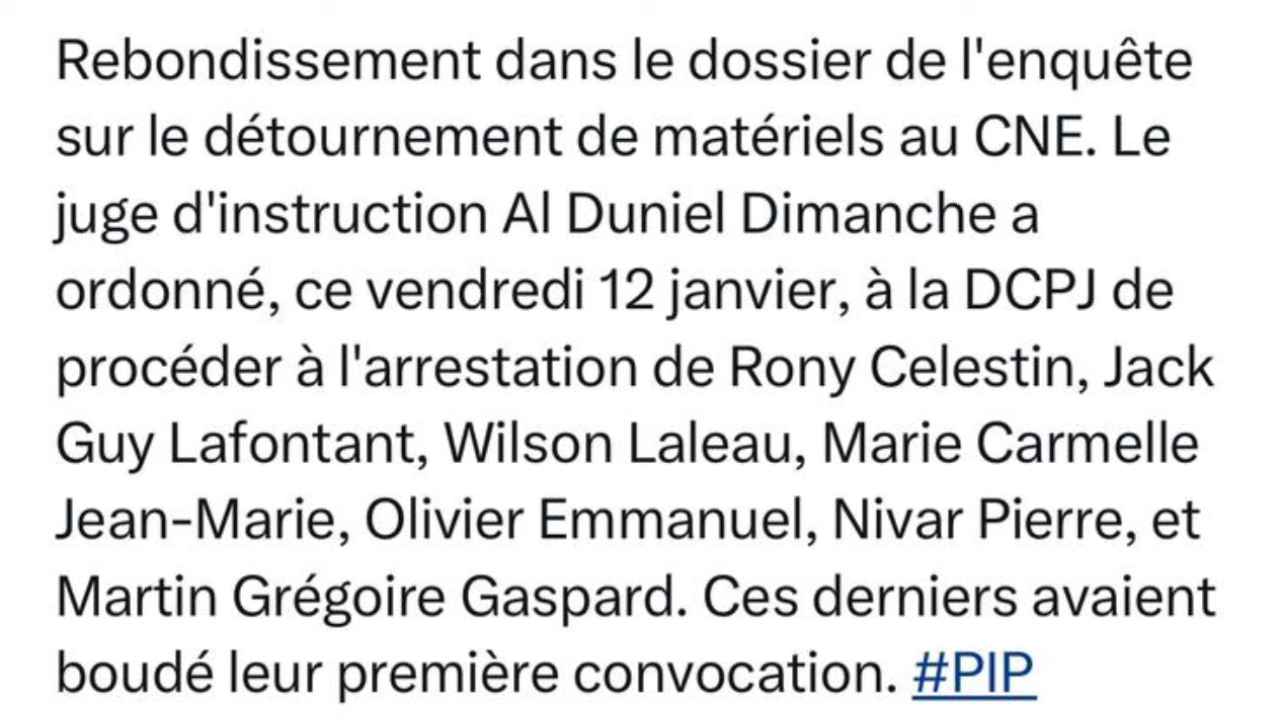 Rebondissement dans le dossier de l'enquête
sur le détournement de matériels au CNE. Le
juge d'instruction Al Duniel Dimanche a
ordonné, ce vendredi 12 janvier, à la DCPJ de
procéder à l'arrestation de Rony Celestin, Jack
Guy Lafontant, Wilson Laleau, Marie Carmelle
Jean-Marie, Olivier Emmanuel, Nivar Pierre, et
Martin Grégoire Gaspard. Ces derniers avaient
boudé leur première convocation. #PIP